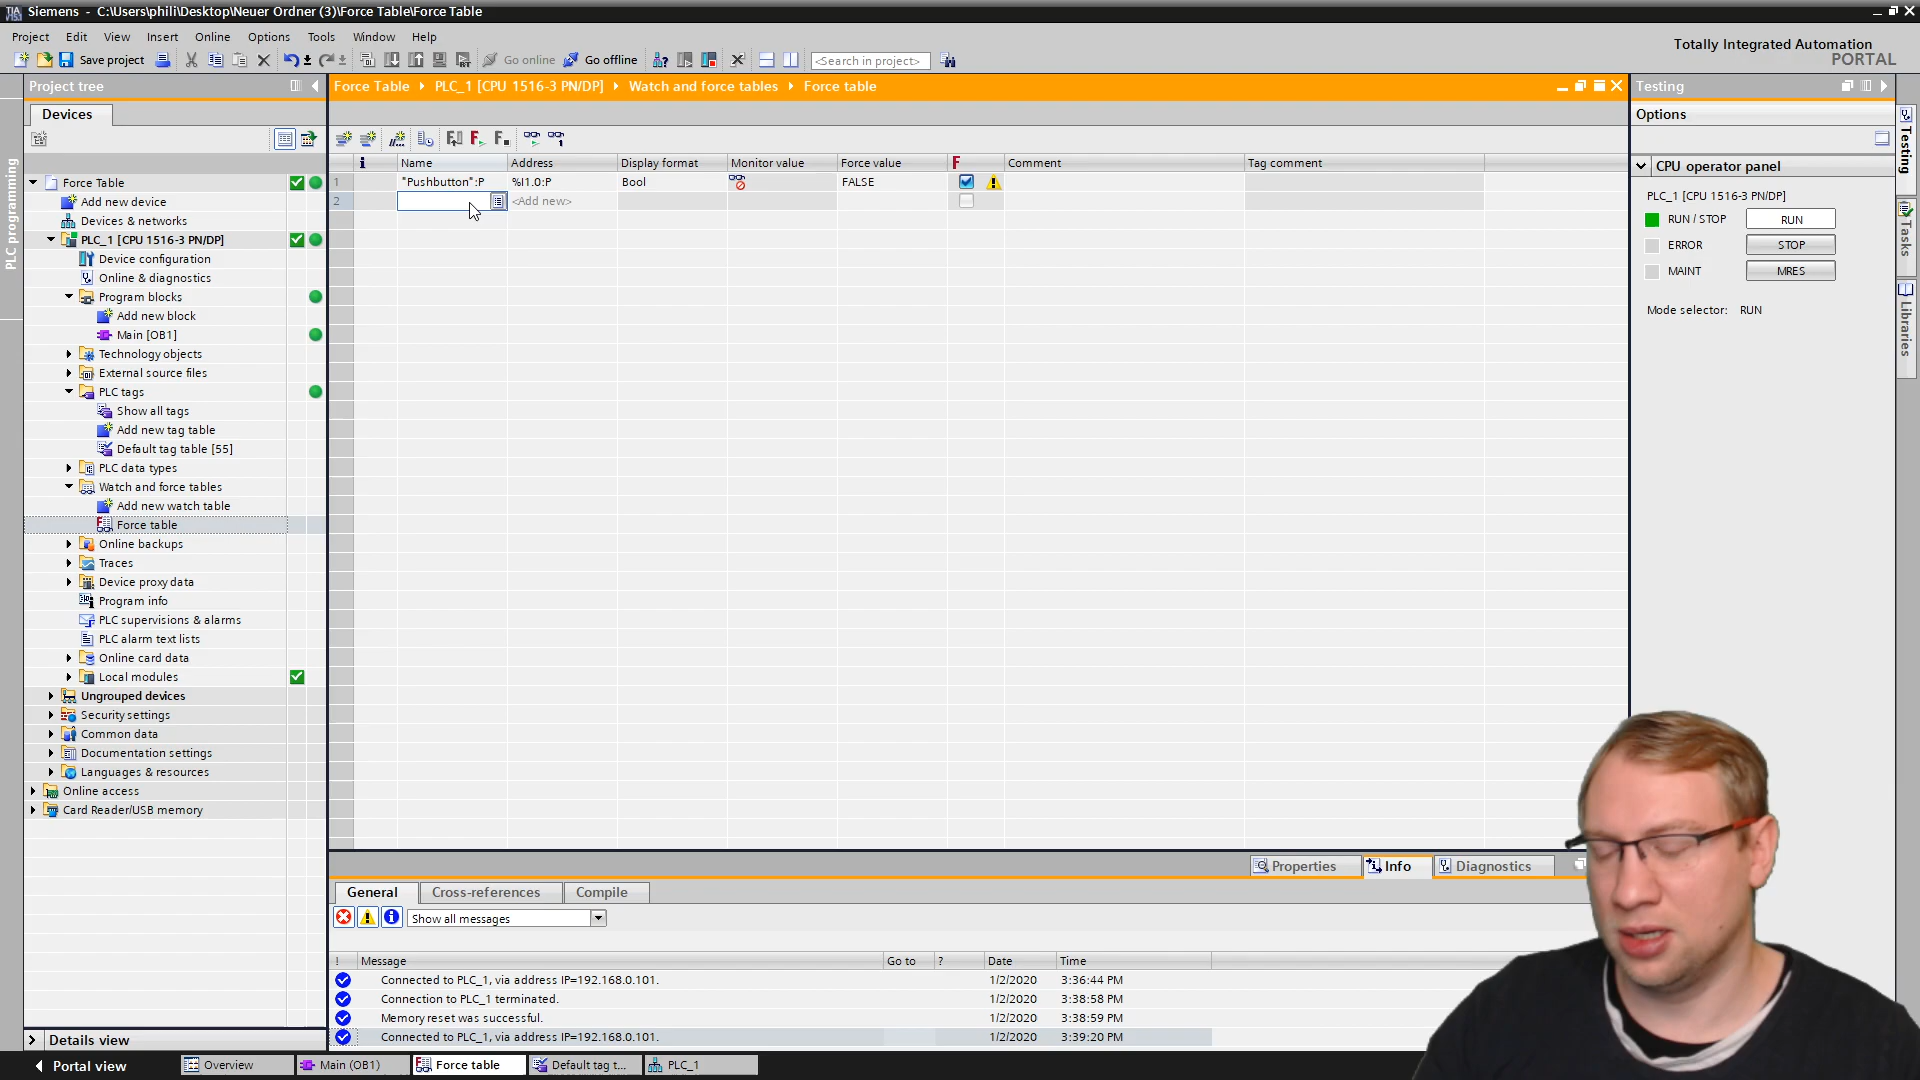 Siemens - C:\Users\phili\Desktop\Neuer Ordner (3)\Force Table\Force Table
Project Edit View Insert Online Options Tools Window Help
Totally Integrated Automation
PORTAL
Save project
Go online
Go offline
<Search in project>
Project tree
Force Table PLC_1 [CPU 1516-3 PN/DP] Watch and force tables Force table
Testing
Devices
Options
PLC programming
Force Table
Add new device
Devices & networks
PLC_1 [CPU 1516-3 PN/DP]
Device configuration
Online & diagnostics
Program blocks
Add new block
Main [OB1]
Technology objects
External source files
PLC tags
Show all tags
Add new tag table
Default tag table [55]
PLC data types
Watch and force tables
Add new watch table
Force table
Online backups
Traces
Device proxy data
Program info
PLC supervisions & alarms
PLC alarm text lists
Online card data
Local modules
Ungrouped devices
Security settings
Common data
Documentation settings
Languages & resources
Online access
Card Reader/USB memory
Details view
i Name Address Display format Monitor value Force value F Comment Tag comment
1 "Pushbutton":P %I1.0:P Bool FALSE
2 <Add new>
CPU operator panel
PLC_1 [CPU 1516-3 PN/DP]
RUN / STOP RUN
ERROR STOP
MAINT MRES
Mode selector: RUN
Testing
Tasks
Libraries
Properties Info Diagnostics
General Cross-references Compile
Show all messages
! Message Go to ? Date Time
Connected to PLC_1, via address IP=192.168.0.101. 1/2/2020 3:36:44 PM
Connection to PLC_1 terminated. 1/2/2020 3:38:58 PM
Memory reset was successful. 1/2/2020 3:38:59 PM
Connected to PLC_1, via address IP=192.168.0.101. 1/2/2020 3:39:20 PM
Portal view Overview Main (OB1) Force table Default tag t... PLC_1